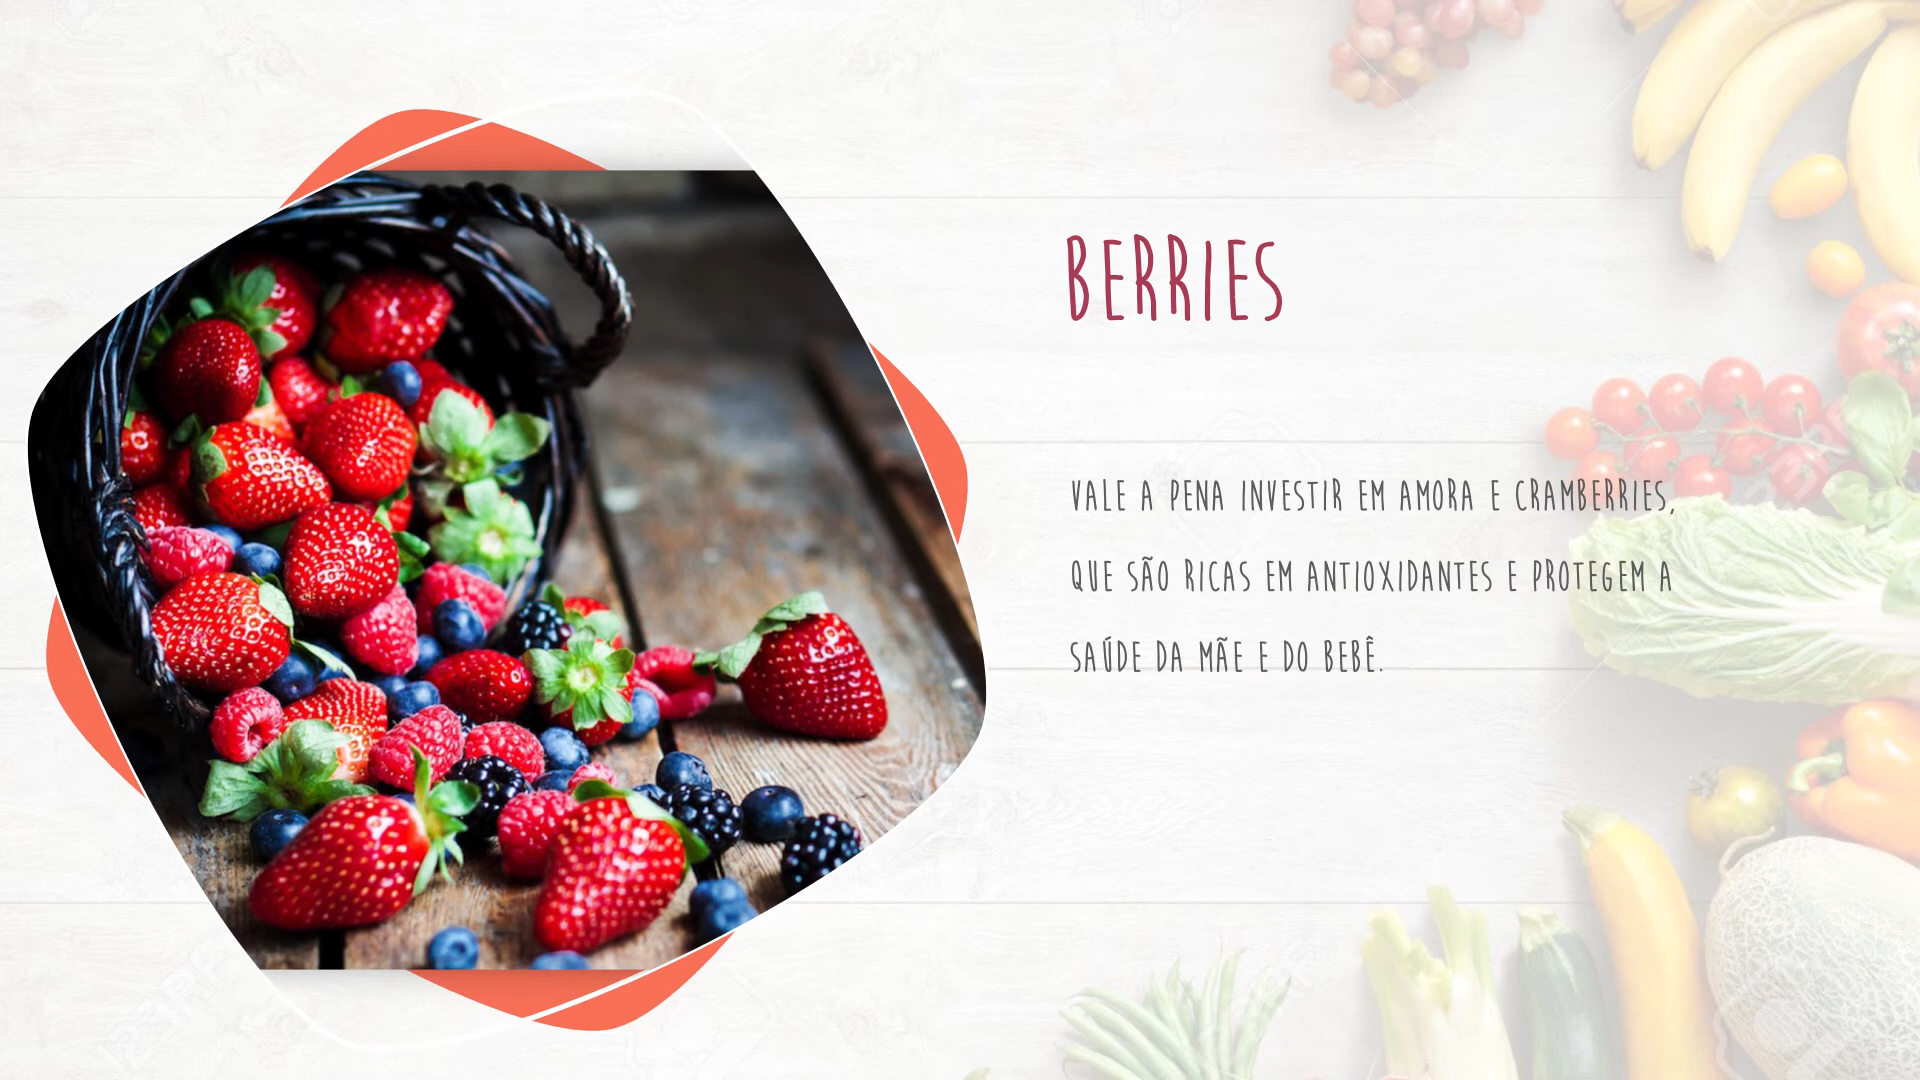 BERRIES
VALE A PENA INVESTIR EM AMORA E CRAMBERRIES,
QUE SÃO RICAS EM ANTIOXIDANTES E PROTEGEM A
SAÚDE DA MÃE E DO BEBÊ.